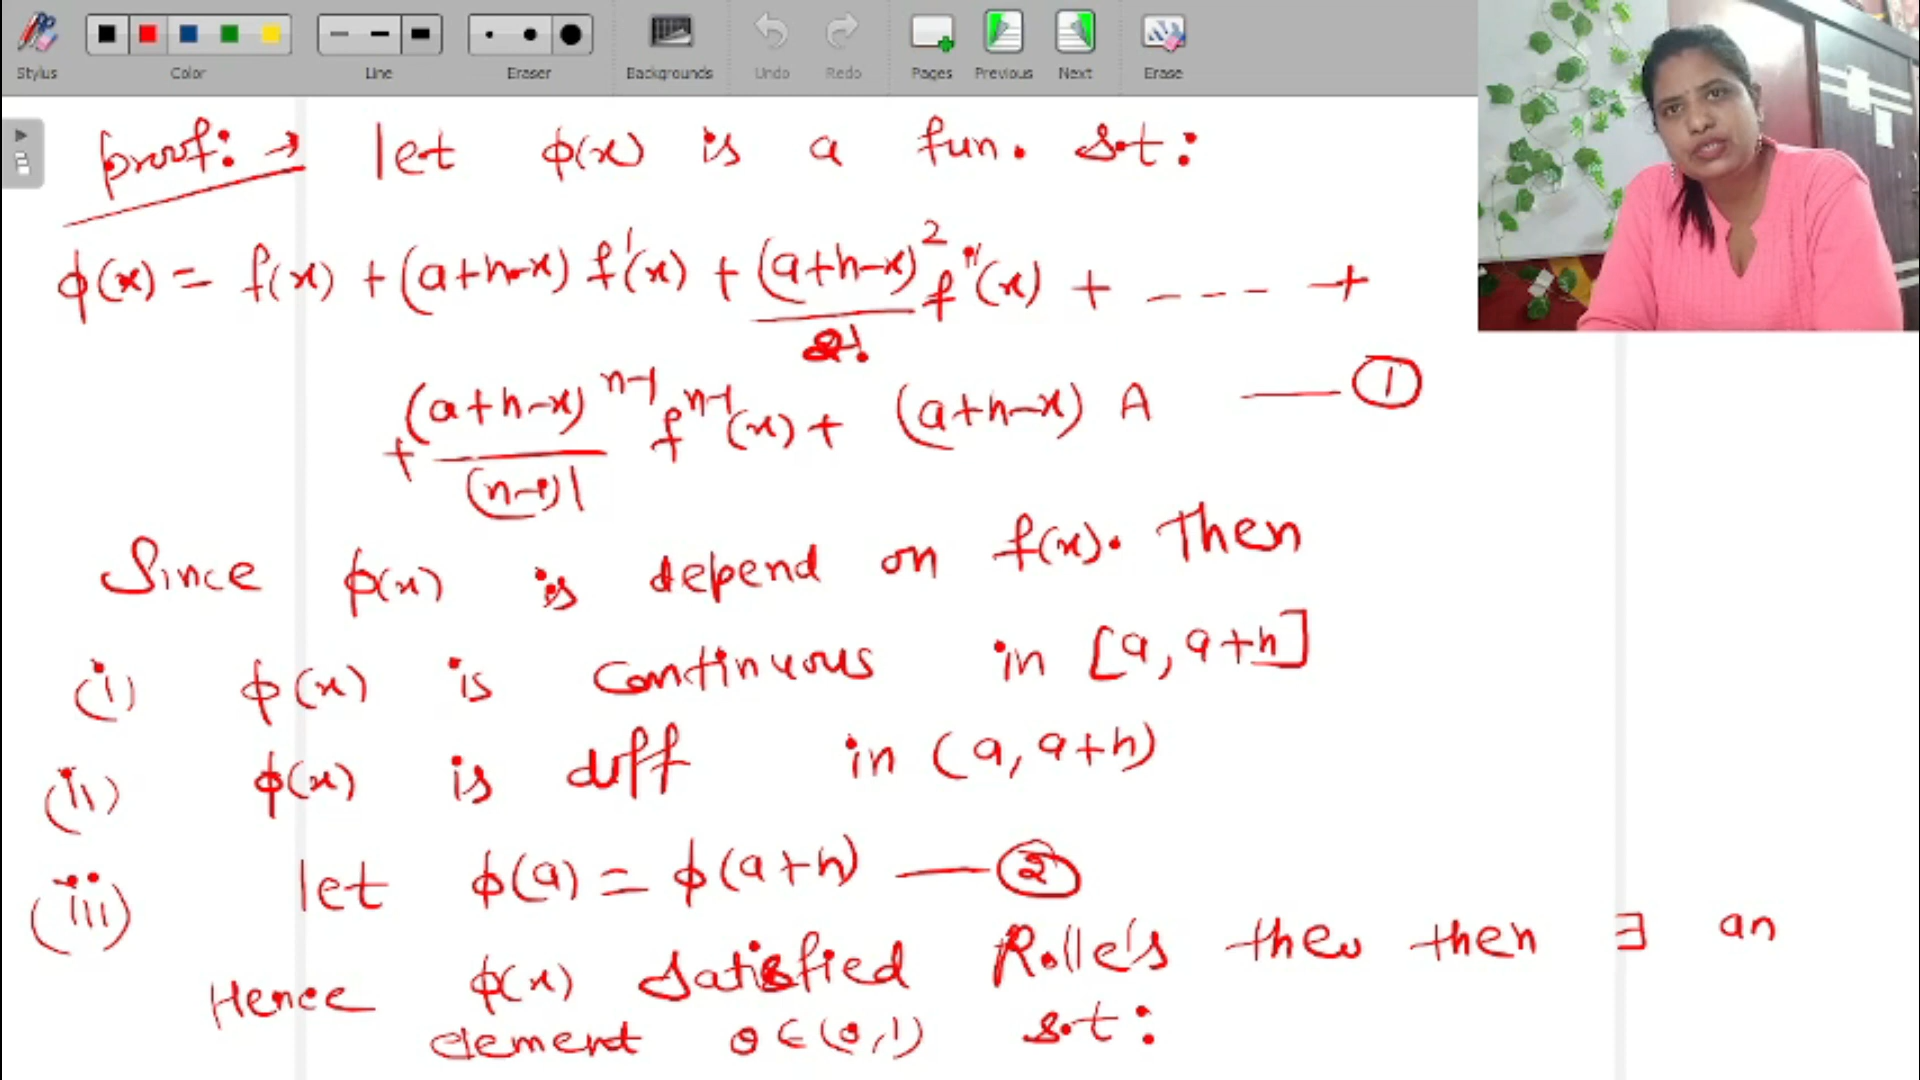 Stylus Color Line Eraser Backgrounds Undo Redo Pages Previous Next Erase
proof: → let φ(x) is a fun. s.t:
φ(x) = f(x) + (a+h-x) f'(x) + (a+h-x)²/2! f''(x) + ---- +
+ (a+h-x)^{n-1}/(n-1)! f^{n-1}(x) + (a+h-x) A —— ①
Since φ(x) is depend on f(x). Then
(i) φ(x) is continuous in [a, a+h]
(ii) φ(x) is diff in (a, a+h)
(iii) let φ(a) = φ(a+h) —— ②
Hence φ(x) satisfied Rolle's theo then ∃ an
element θ ∈ (0,1) s.t: